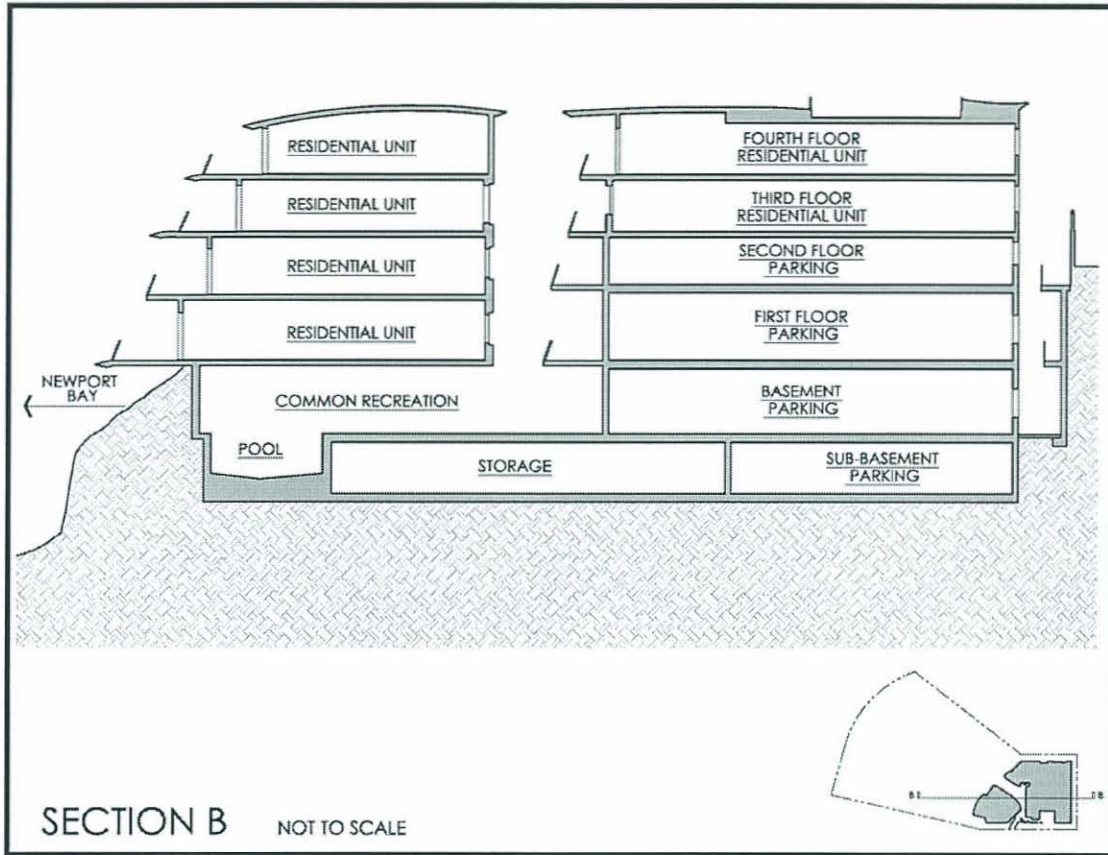 RESIDENTIAL UNIT
FOURTH FLOOR
RESIDENTIAL UNIT
RESIDENTIAL UNIT
THIRD FLOOR
RESIDENTIAL UNIT
RESIDENTIAL UNIT
SECOND FLOOR
PARKING
RESIDENTIAL UNIT
FIRST FLOOR
PARKING
NEWPORT
BAY
COMMON RECREATION
BASEMENT
PARKING
POOL
STORAGE
SUB-BASEMENT
PARKING
B
B
SECTION B NOT TO SCALE